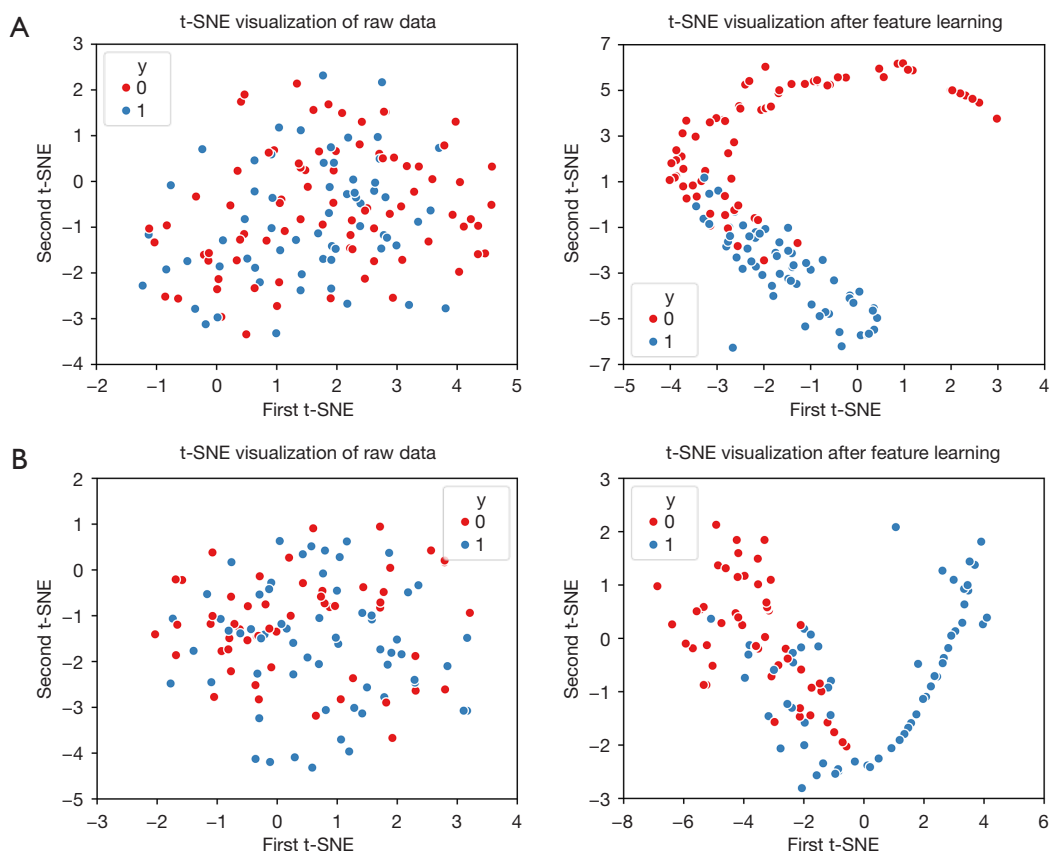 A
t-SNE visualization of raw data
Second t-SNE
3
2
1
0
−1
−2
−3
−4
y
0
1
−2 −1 0 1 2 3 4 5
First t-SNE
t-SNE visualization after feature learning
Second t-SNE
7
5
3
1
−1
−3
−5
−7
y
0
1
−5 −4 −3 −2 −1 0 1 2 3 4
First t-SNE
B
t-SNE visualization of raw data
Second t-SNE
2
1
0
−1
−2
−3
−4
−5
y
0
1
−3 −2 −1 0 1 2 3 4
First t-SNE
t-SNE visualization after feature learning
Second t-SNE
3
2
1
0
−1
−2
−3
y
0
1
−8 −6 −4 −2 0 2 4 6
First t-SNE